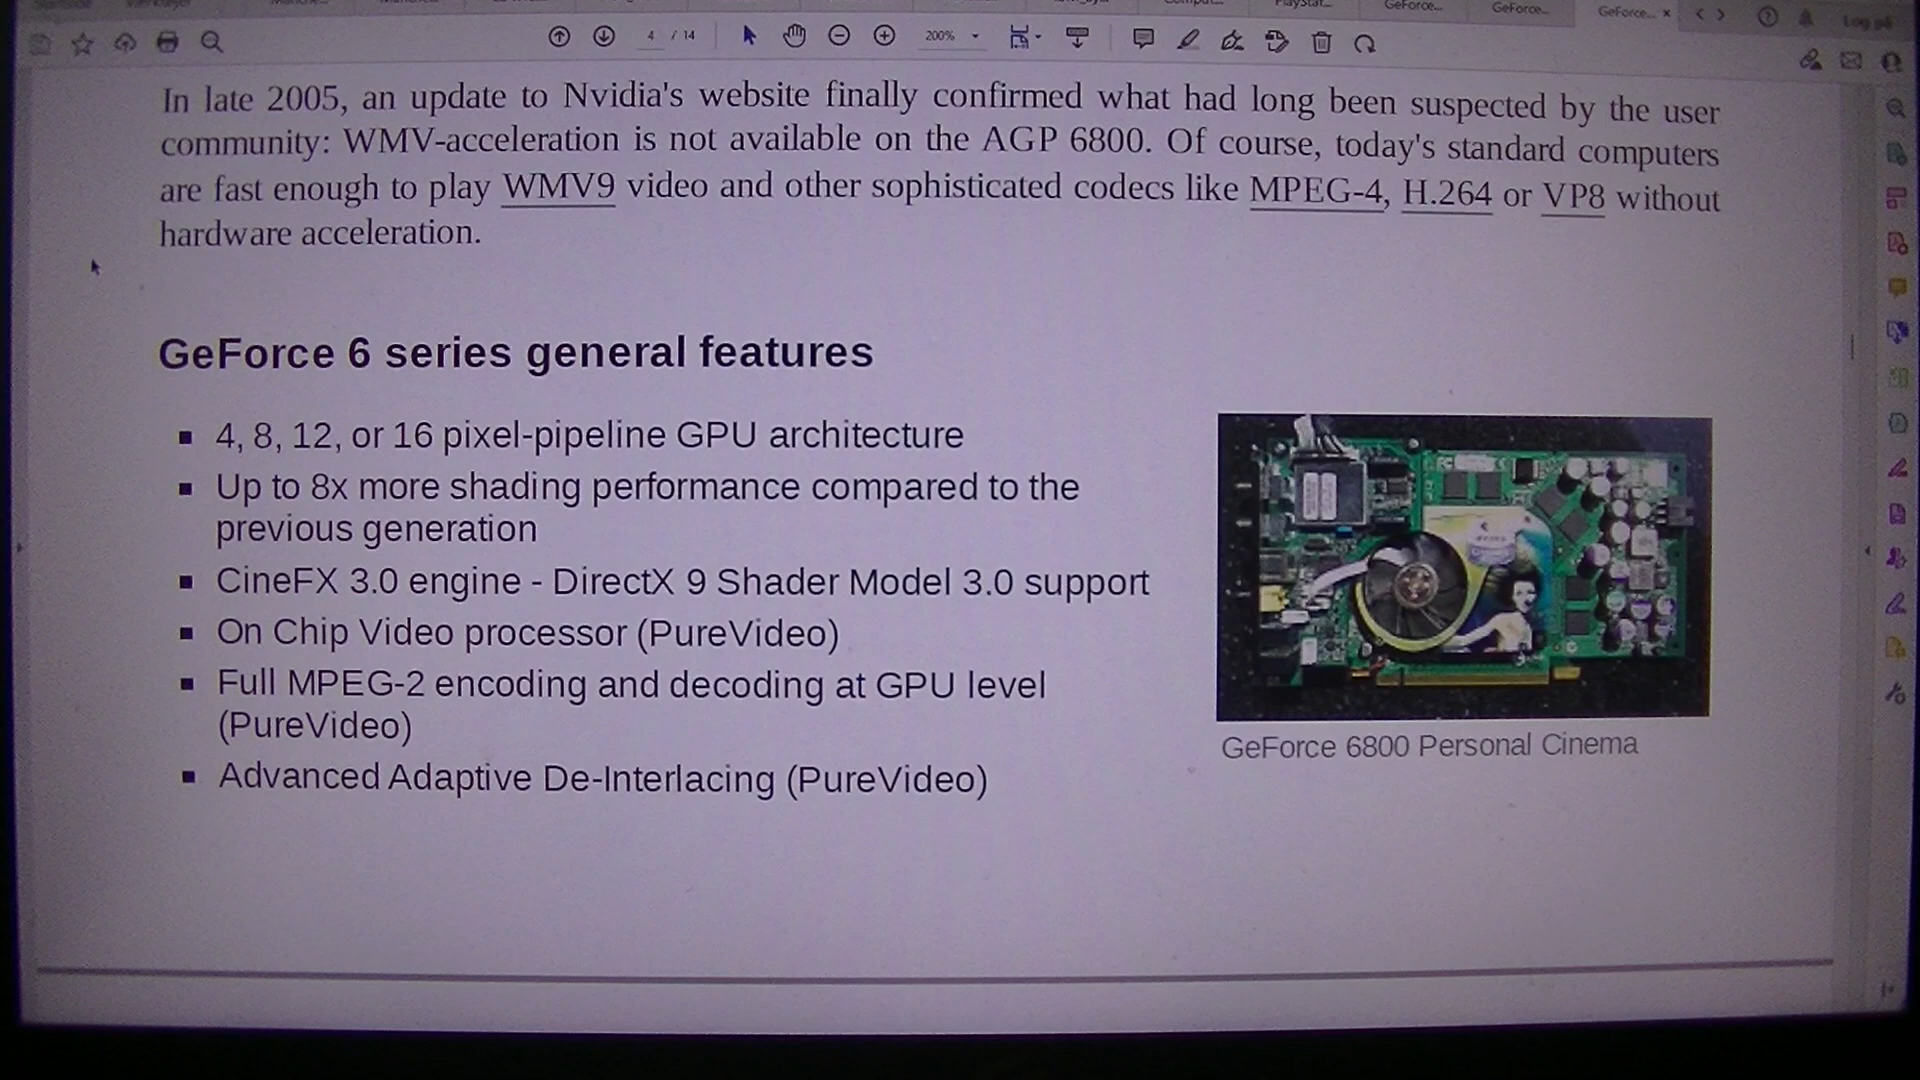 GeForce...
GeForce...
GeForce...
Log på
4 / 14
200%
In late 2005, an update to Nvidia's website finally confirmed what had long been suspected by the user
community: WMV-acceleration is not available on the AGP 6800. Of course, today's standard computers
are fast enough to play WMV9 video and other sophisticated codecs like MPEG-4, H.264 or VP8 without
hardware acceleration.
GeForce 6 series general features
▪ 4, 8, 12, or 16 pixel-pipeline GPU architecture
▪ Up to 8x more shading performance compared to the
previous generation
▪ CineFX 3.0 engine - DirectX 9 Shader Model 3.0 support
▪ On Chip Video processor (PureVideo)
▪ Full MPEG-2 encoding and decoding at GPU level
(PureVideo)
▪ Advanced Adaptive De-Interlacing (PureVideo)
GeForce 6800 Personal Cinema